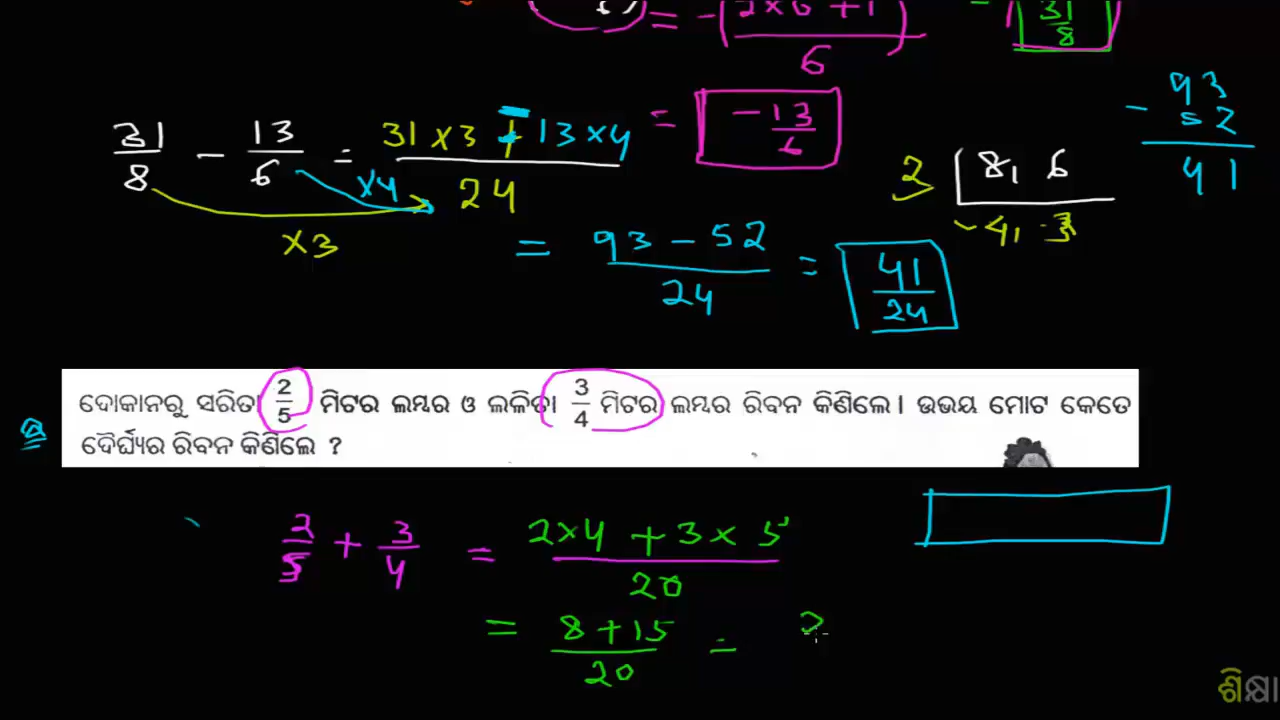 = -(2×6+1)/6
31/8
31/8 - 13/6 = 31×3 - 13×4/24 = -13/6
×3 ×4
= 93-52/24 = 41/24
3 8, 6
4, 3
93
- 52
41
Q
ଦୋକାନରୁ ସରିତା 2/5 ମିଟର ଲମ୍ବର ଓ ଲଳିତା 3/4 ମିଟର ଲମ୍ବର ରିବନ କିଣିଲେ । ଉଭୟ ମୋଟ କେତେ
ଦୈର୍ଘ୍ୟର ରିବନ କିଣିଲେ ?
2/5 + 3/4 = 2×4 + 3×5/20
= 8+15/20 =
ଶିକ୍ଷା